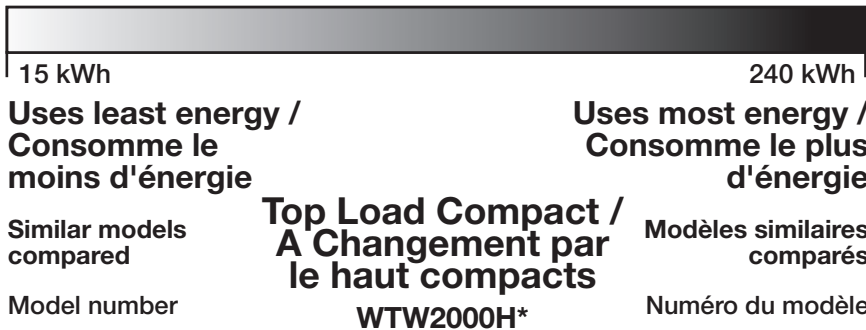 15 kWh
240 kWh
Uses least energy /
Consomme le
moins d'énergie
Uses most energy /
Consomme le plus
d'énergie
Similar models
compared
Top Load Compact /
A Changement par
le haut compacts
Modèles similaires
comparés
Model number
WTW2000H*
Numéro du modèle